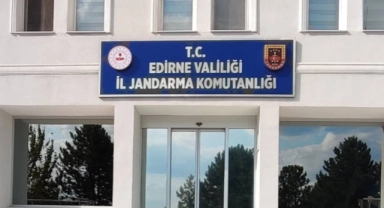 T.C.
EDİRNE VALİLİĞİ
İL JANDARMA KOMUTANLIĞI